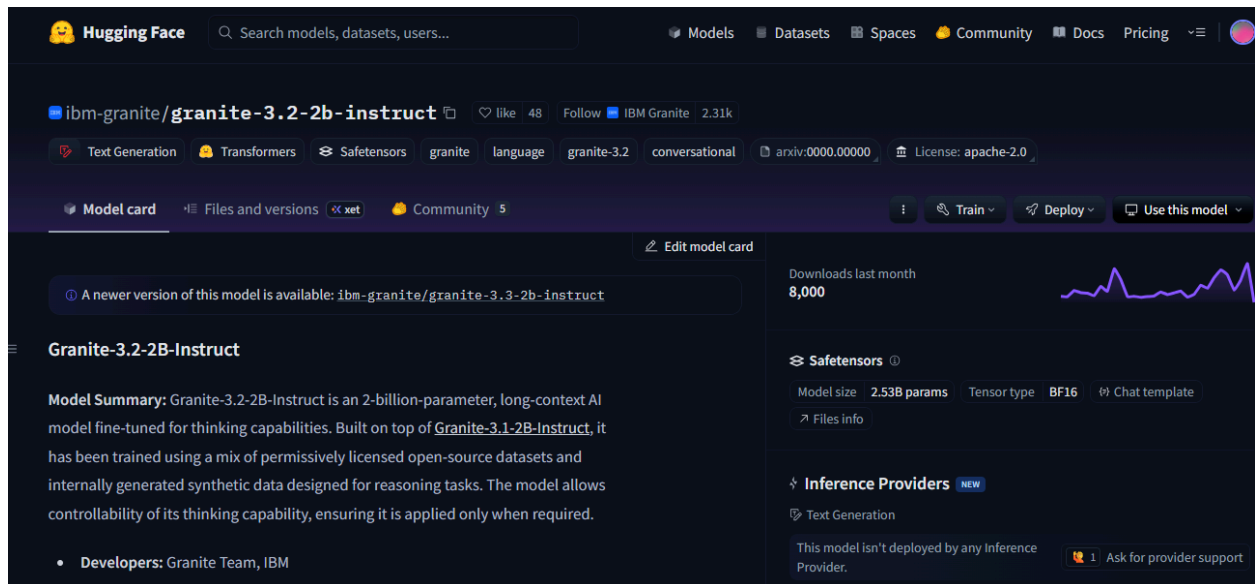 Hugging Face
Search models, datasets, users...
Models Datasets Spaces Community Docs Pricing
ibm-granite/granite-3.2-2b-instruct like 48 Follow IBM Granite 2.31k
Text Generation Transformers Safetensors granite language granite-3.2 conversational arxiv:0000.00000 License: apache-2.0
Model card Files and versions xet Community 5
Train Deploy Use this model
Edit model card
A newer version of this model is available: ibm-granite/granite-3.3-2b-instruct
Granite-3.2-2B-Instruct
Model Summary: Granite-3.2-2B-Instruct is an 2-billion-parameter, long-context AI
model fine-tuned for thinking capabilities. Built on top of Granite-3.1-2B-Instruct, it
has been trained using a mix of permissively licensed open-source datasets and
internally generated synthetic data designed for reasoning tasks. The model allows
controllability of its thinking capability, ensuring it is applied only when required.
• Developers: Granite Team, IBM
Downloads last month
8,000
Safetensors
Model size 2.53B params Tensor type BF16 Chat template
Files info
Inference Providers NEW
Text Generation
This model isn't deployed by any Inference
Provider.
1 Ask for provider support